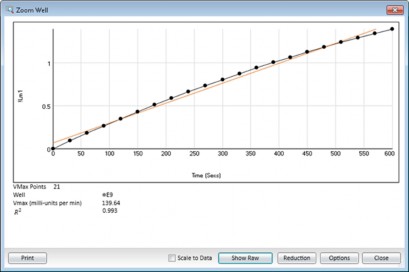 Zoom Well
1
0.5
0
0 50 100 150 200 250 300 350 400 450 500 550 600
Time (Secs)
VMax Points 21
Well *E9
Vmax (milli-units per min) 139.64
R² 0.993
Print
Scale to Data
Show Raw
Reduction
Options
Close